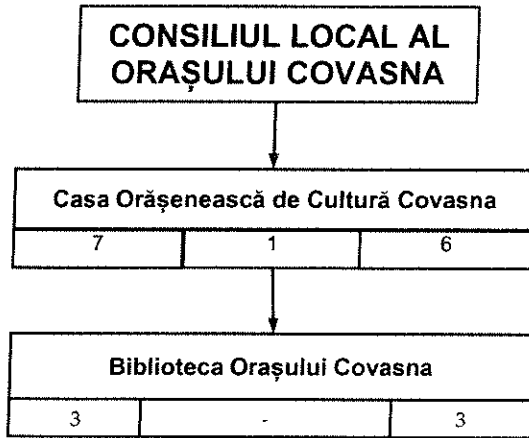 CONSILIUL LOCAL AL
ORAȘULUI COVASNA
Casa Orășenească de Cultură Covasna
7 1 6
Biblioteca Orașului Covasna
3 - 3